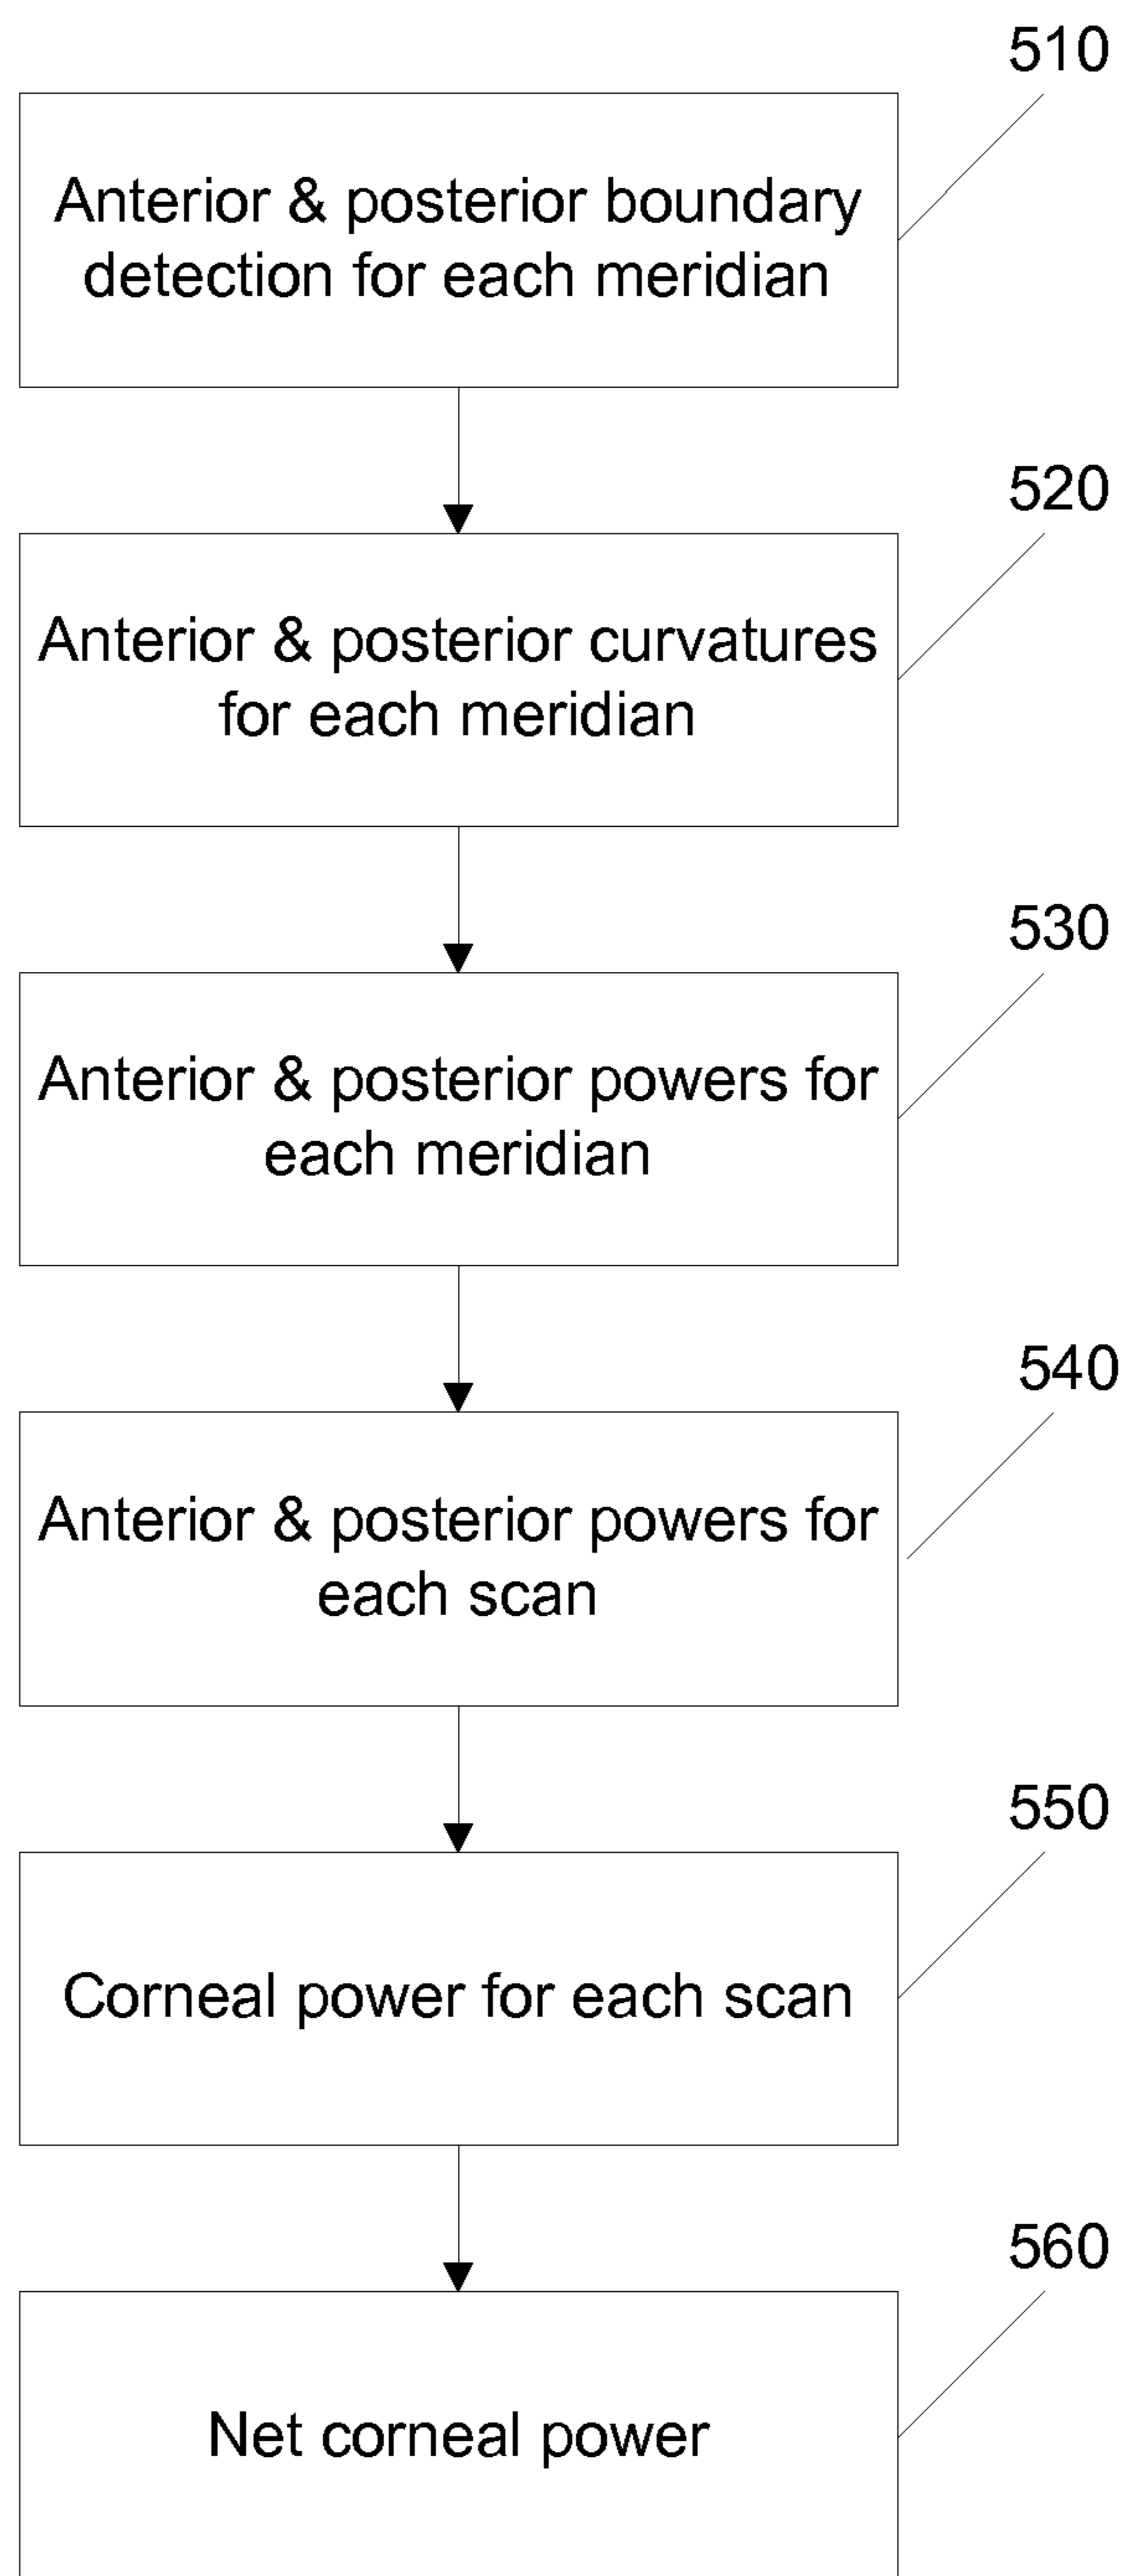 510
Anterior & posterior boundary
detection for each meridian
520
Anterior & posterior curvatures
for each meridian
530
Anterior & posterior powers for
each meridian
540
Anterior & posterior powers for
each scan
550
Corneal power for each scan
560
Net corneal power